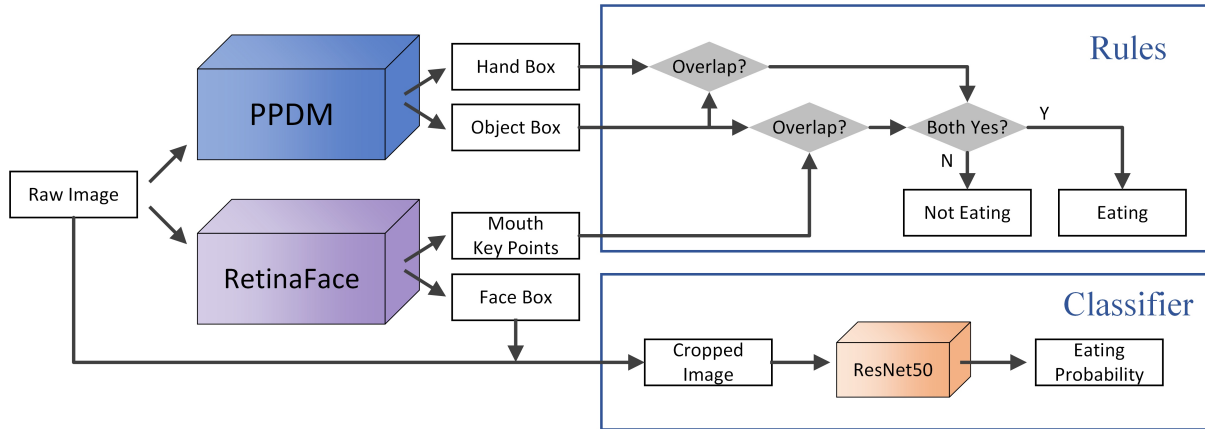 Rules
Hand Box
Overlap?
PPDM
Object Box
Overlap?
Both Yes?
Y
N
Raw Image
Not Eating
Eating
Mouth
Key Points
RetinaFace
Face Box
Classifier
Cropped
Image
ResNet50
Eating
Probability